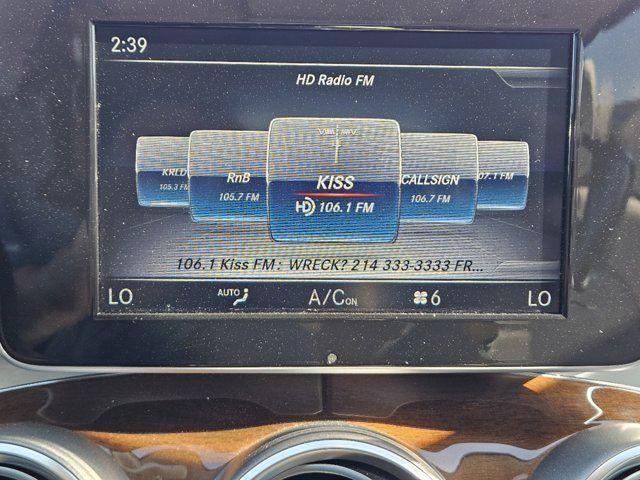 2:39
HD Radio FM
KRLD RnB KISS CALLSIGN
105.3 FM 105.7 FM HD 106.1 FM 106.7 FM 07.1 FM
106.1 Kiss FM: WRECK? 214 333-3333 FR...
LO AUTO A/C ON 6 LO